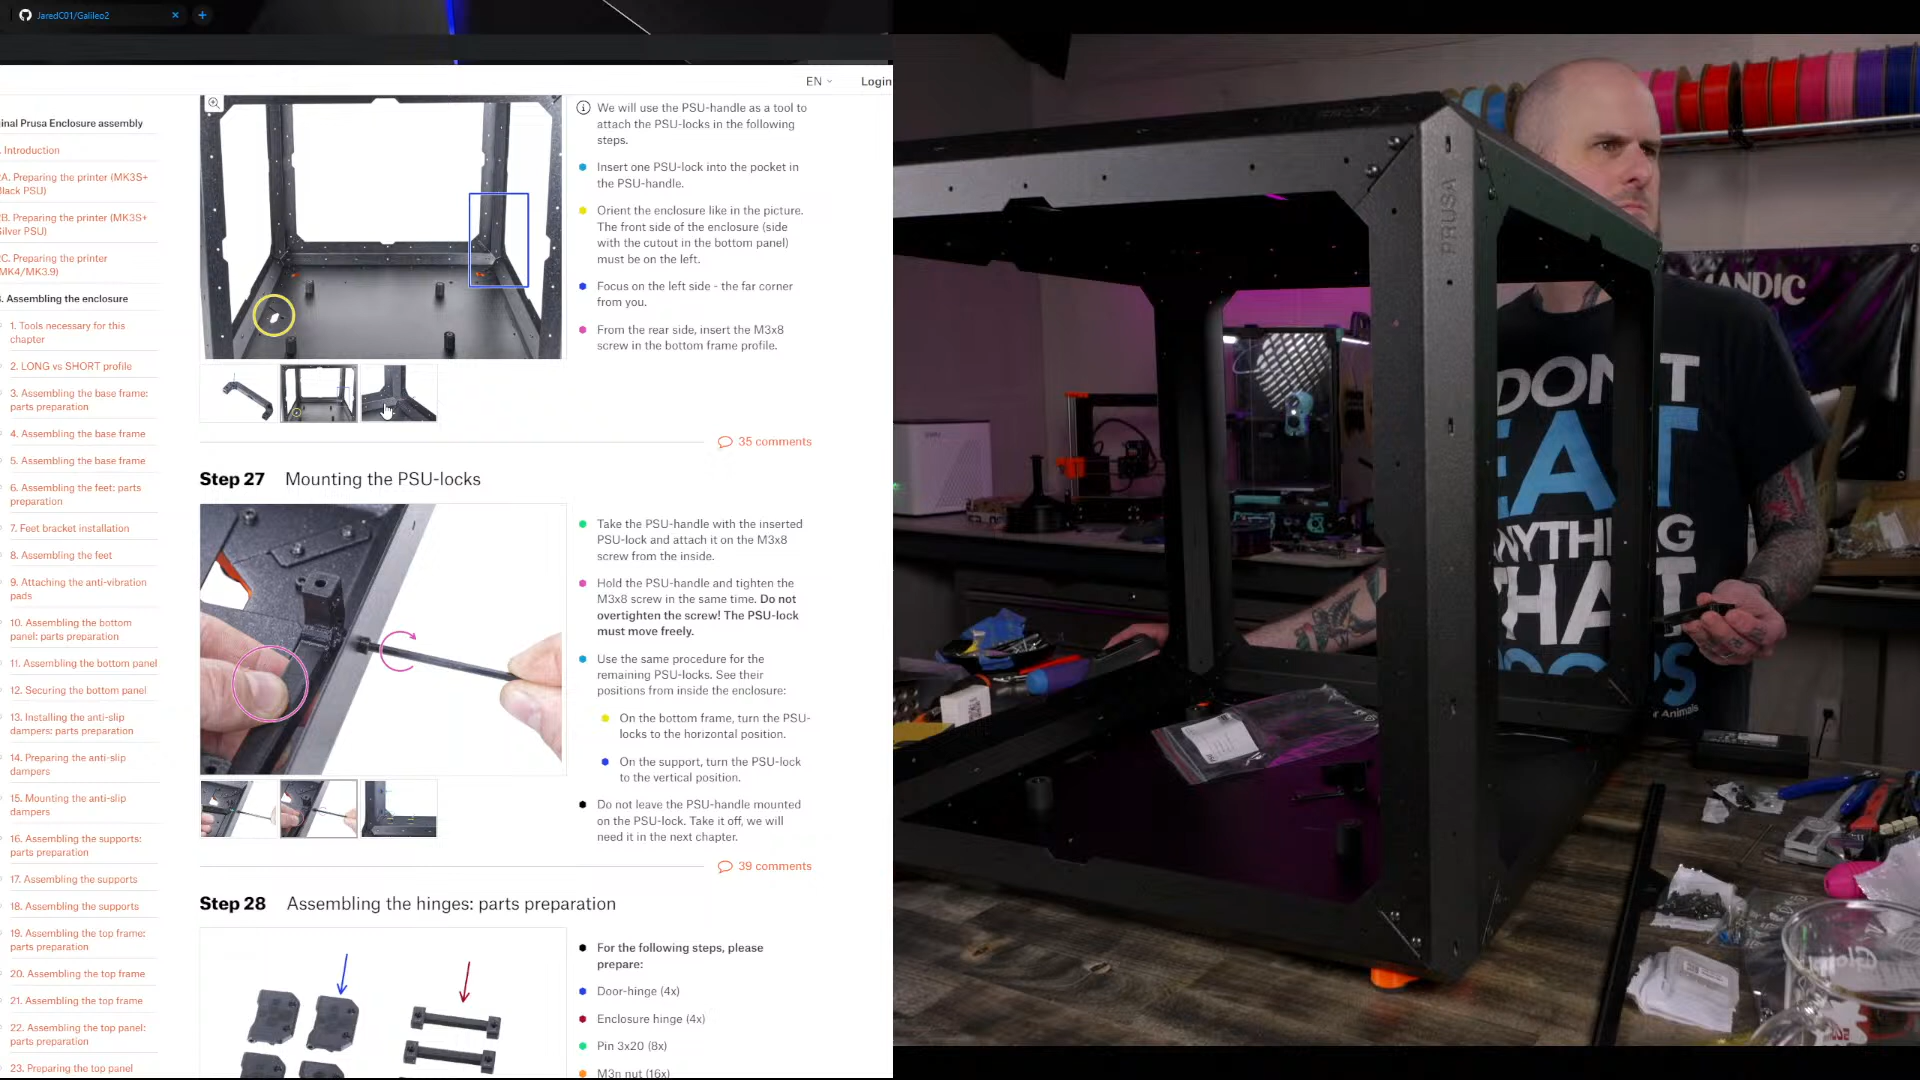 JaredC01/Galileo2
EN
Login
inal Prusa Enclosure assembly
. Introduction
2A. Preparing the printer (MK3S+
Black PSU)
2B. Preparing the printer (MK3S+
Silver PSU)
2C. Preparing the printer
(MK4/MK3.9)
3. Assembling the enclosure
1. Tools necessary for this
chapter
2. LONG vs SHORT profile
3. Assembling the base frame:
parts preparation
4. Assembling the base frame
5. Assembling the base frame
6. Assembling the feet: parts
preparation
7. Feet bracket installation
8. Assembling the feet
9. Attaching the anti-vibration
pads
10. Assembling the bottom
panel: parts preparation
11. Assembling the bottom panel
12. Securing the bottom panel
13. Installing the anti-slip
dampers: parts preparation
14. Preparing the anti-slip
dampers
15. Mounting the anti-slip
dampers
16. Assembling the supports:
parts preparation
17. Assembling the supports
18. Assembling the supports
19. Assembling the top frame:
parts preparation
20. Assembling the top frame
21. Assembling the top frame
22. Assembling the top panel:
parts preparation
23. Preparing the top panel
We will use the PSU-handle as a tool to
attach the PSU-locks in the following
steps.
Insert one PSU-lock into the pocket in
the PSU-handle.
Orient the enclosure like in the picture.
The front side of the enclosure (side
with the cutout in the bottom panel)
must be on the left.
Focus on the left side - the far corner
from you.
From the rear side, insert the M3x8
screw in the bottom frame profile.
35 comments
Step 27 Mounting the PSU-locks
Take the PSU-handle with the inserted
PSU-lock and attach it on the M3x8
screw from the inside.
Hold the PSU-handle and tighten the
M3x8 screw in the same time. Do not
overtighten the screw! The PSU-lock
must move freely.
Use the same procedure for the
remaining PSU-locks. See their
positions from inside the enclosure:
On the bottom frame, turn the PSU-
locks to the horizontal position.
On the support, turn the PSU-lock
to the vertical position.
Do not leave the PSU-handle mounted
on the PSU-lock. Take it off, we will
need it in the next chapter.
39 comments
Step 28 Assembling the hinges: parts preparation
For the following steps, please
prepare:
Door-hinge (4x)
Enclosure hinge (4x)
Pin 3x20 (8x)
M3n nut (16x)
PRUSA
MANDIC
DON T
EAT
NYTHI G
THAT
or Animals